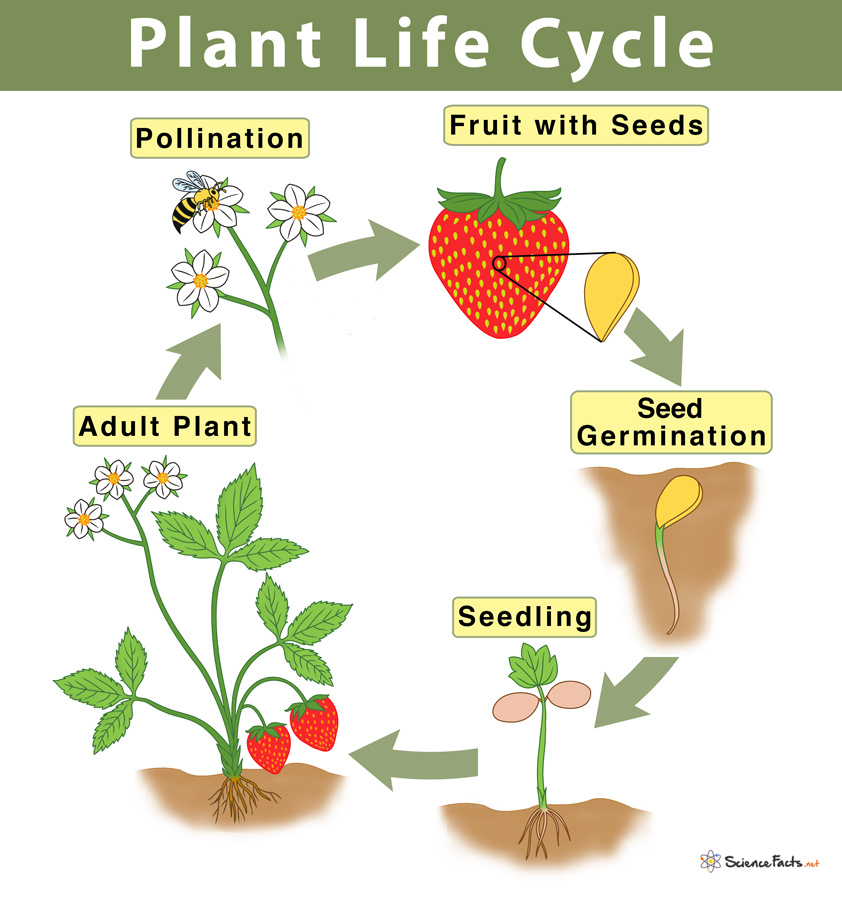 Plant Life Cycle
Pollination
Fruit with Seeds
Seed
Germination
Seedling
Adult Plant
ScienceFacts.net